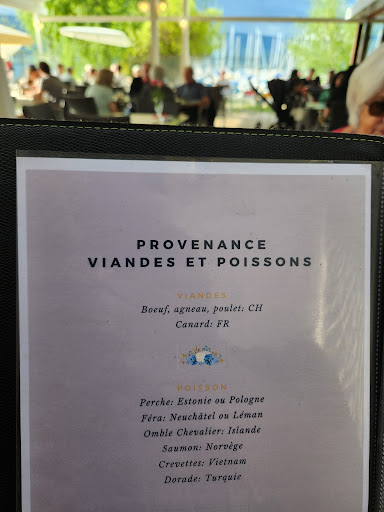 PROVENANCE
VIANDES ET POISSONS
VIANDES
Boeuf, agneau, poulet: CH
Canard: FR
POISSON
Perche: Estonie ou Pologne
Féra: Neuchâtel ou Léman
Omble Chevalier: Islande
Saumon: Norvège
Crevettes: Vietnam
Dorade: Turquie